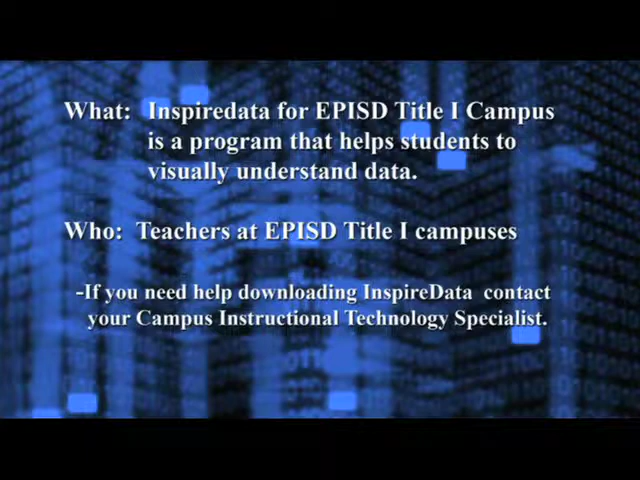 What: Inspiredata for EPISD Title I Campus
is a program that helps students to
visually understand data.
Who: Teachers at EPISD Title I campuses
-If you need help downloading InspireData contact
your Campus Instructional Technology Specialist.